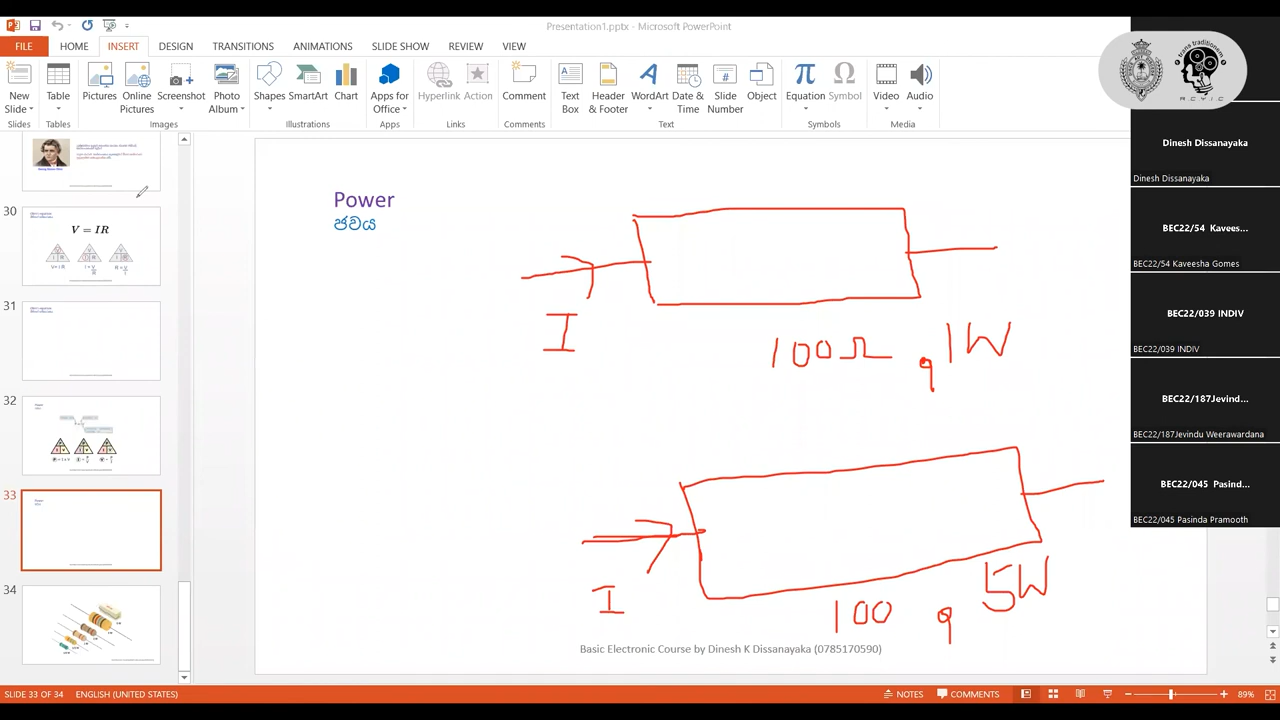 Presentation1.pptx - Microsoft PowerPoint
FILE HOME INSERT DESIGN TRANSITIONS ANIMATIONS SLIDE SHOW REVIEW VIEW
New Slide Table Pictures Online Pictures Screenshot Photo Album Shapes SmartArt Chart Apps for Office Hyperlink Action Comment Text Box Header & Footer WordArt Date & Time Slide Number Object Equation Symbol Video Audio
Slides Tables Images Illustrations Apps Links Comments Text Symbols Media
R C Y I C
30
V = IR
31
32
33
34
Power
ජවය
I
100Ω , 1W
I
100 , 5W
Basic Electronic Course by Dinesh K Dissanayaka (0785170590)
Dinesh Dissanayaka
Dinesh Dissanayaka
BEC22/54 Kavees...
BEC22/54 Kaveesha Gomes
BEC22/039 INDIV
BEC22/039 INDIV
BEC22/187Jevind...
BEC22/187Jevindu Weerawardana
BEC22/045 Pasind...
BEC22/045 Pasinda Pramooth
SLIDE 33 OF 34 ENGLISH (UNITED STATES) NOTES COMMENTS 89%